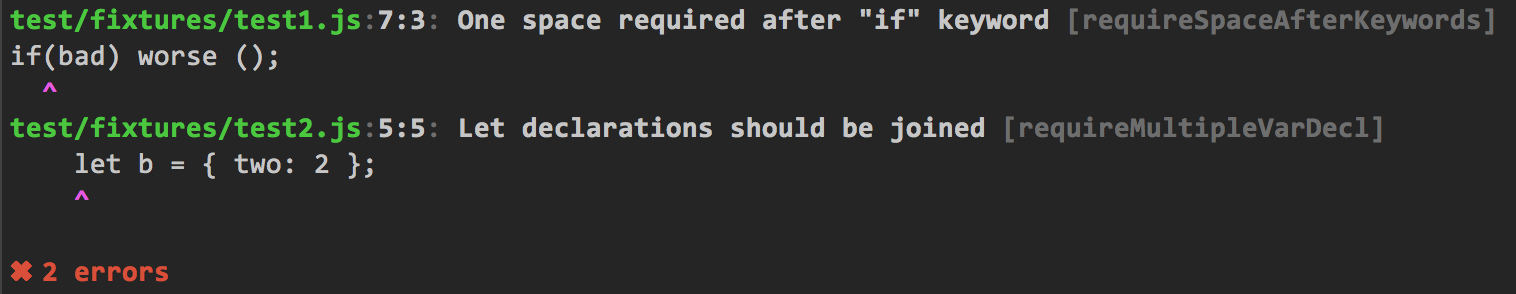 test/fixtures/test1.js:7:3: One space required after "if" keyword [requireSpaceAfterKeywords]
if(bad) worse ();
  ^
test/fixtures/test2.js:5:5: Let declarations should be joined [requireMultipleVarDecl]
    let b = { two: 2 };
    ^
✖ 2 errors